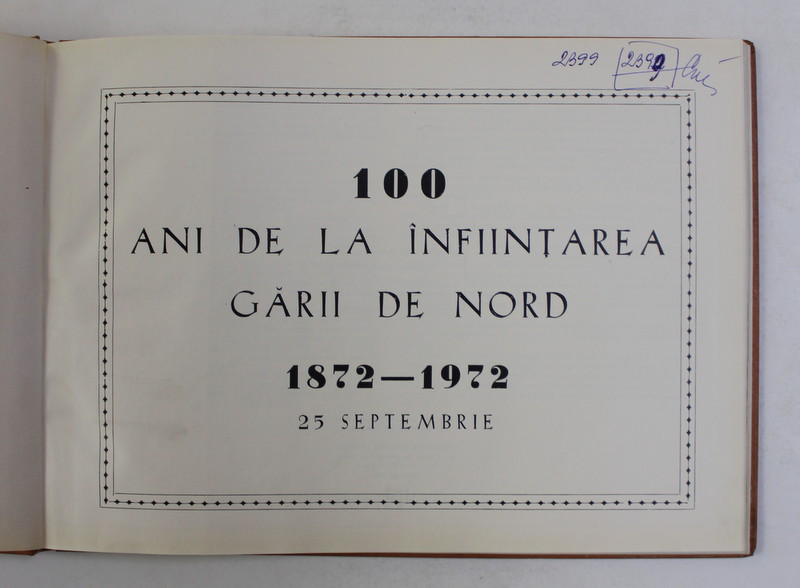 2399 2399
100
ANI DE LA ÎNFIINȚAREA
GĂRII DE NORD
1872—1972
25 SEPTEMBRIE